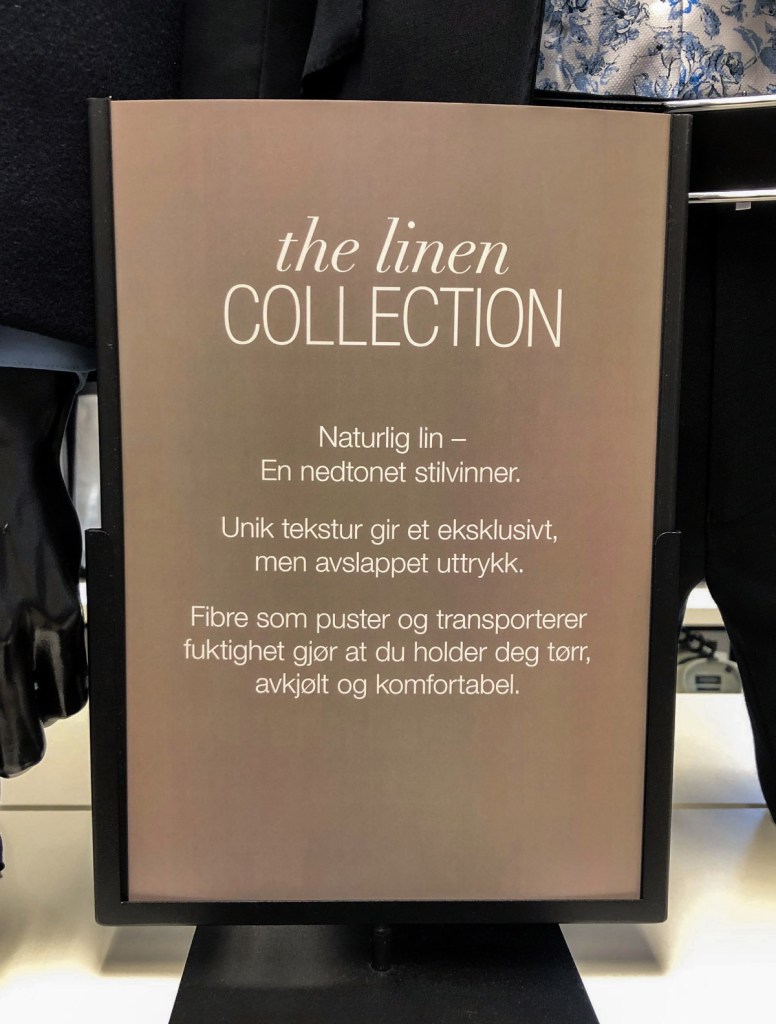 the linen
COLLECTION
Naturlig lin –
En nedtonet stilvinner.
Unik tekstur gir et eksklusivt,
men avslappet uttrykk.
Fibre som puster og transporterer
fuktighet gjør at du holder deg tørr,
avkjølt og komfortabel.